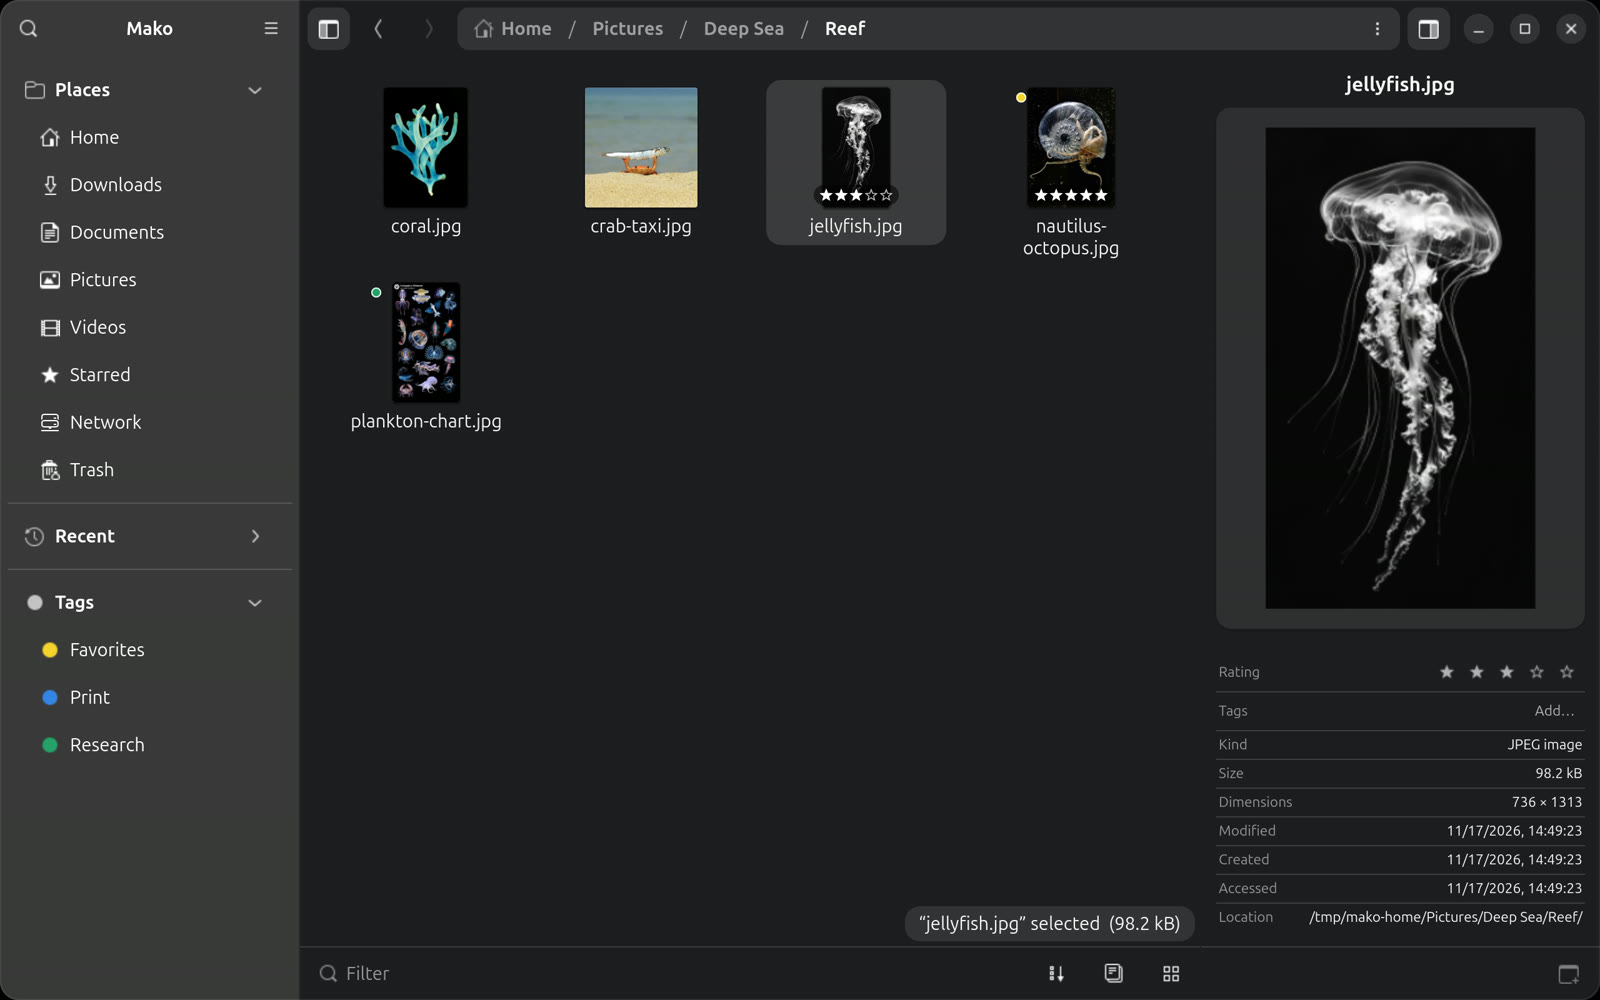 Mako
Home / Pictures / Deep Sea / Reef
Places
Home
Downloads
Documents
Pictures
Videos
Starred
Network
Trash
Recent
Tags
Favorites
Print
Research
coral.jpg
crab-taxi.jpg
jellyfish.jpg
nautilus-
octopus.jpg
plankton-chart.jpg
“jellyfish.jpg” selected (98.2 kB)
Filter
jellyfish.jpg
Rating
Tags Add...
Kind JPEG image
Size 98.2 kB
Dimensions 736 × 1313
Modified 11/17/2026, 14:49:23
Created 11/17/2026, 14:49:23
Accessed 11/17/2026, 14:49:23
Location /tmp/mako-home/Pictures/Deep Sea/Reef/